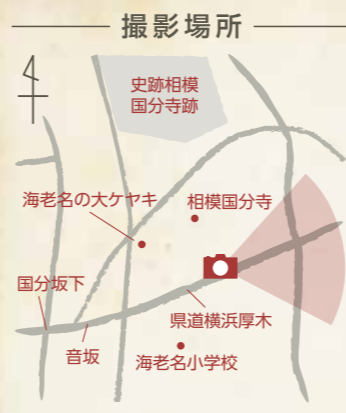 撮影場所
史跡相模
国分寺跡
海老名の大ケヤキ
相模国分寺
国分坂下
県道横浜厚木
音坂
海老名小学校